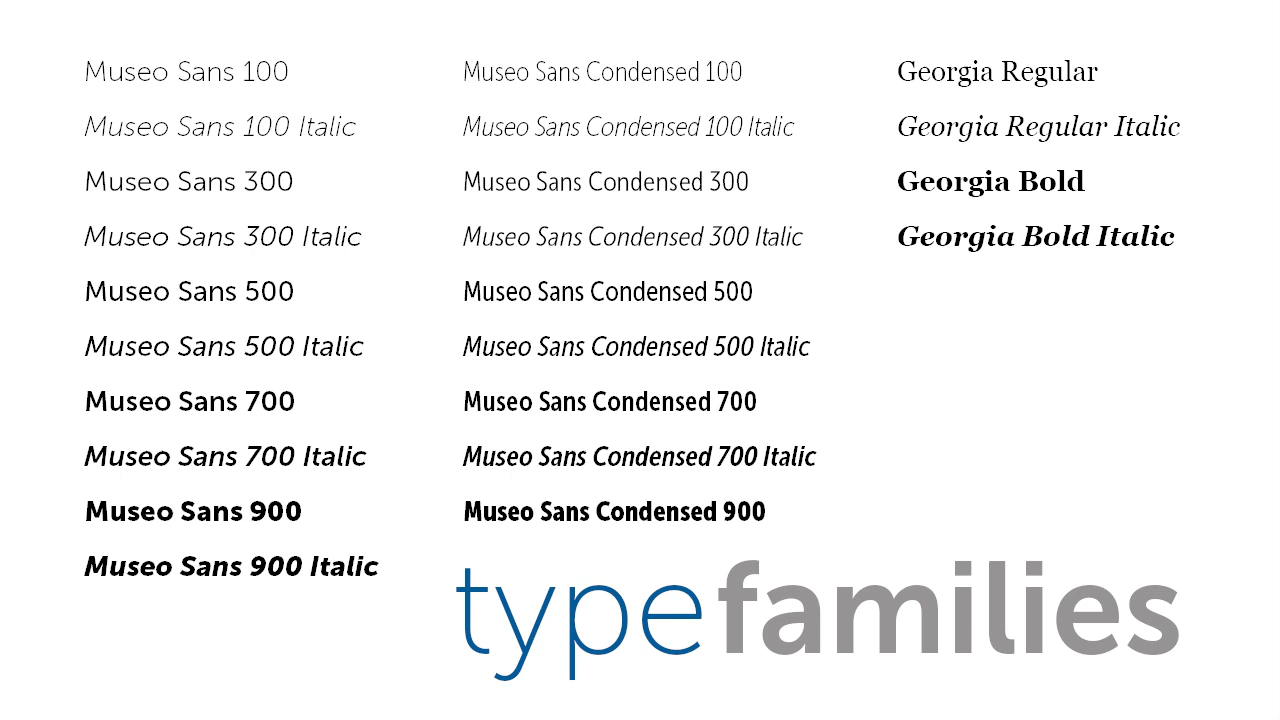 Museo Sans 100
Museo Sans 100 Italic
Museo Sans 300
Museo Sans 300 Italic
Museo Sans 500
Museo Sans 500 Italic
Museo Sans 700
Museo Sans 700 Italic
Museo Sans 900
Museo Sans 900 Italic
Museo Sans Condensed 100
Museo Sans Condensed 100 Italic
Museo Sans Condensed 300
Museo Sans Condensed 300 Italic
Museo Sans Condensed 500
Museo Sans Condensed 500 Italic
Museo Sans Condensed 700
Museo Sans Condensed 700 Italic
Museo Sans Condensed 900
Georgia Regular
Georgia Regular Italic
Georgia Bold
Georgia Bold Italic
typefamilies